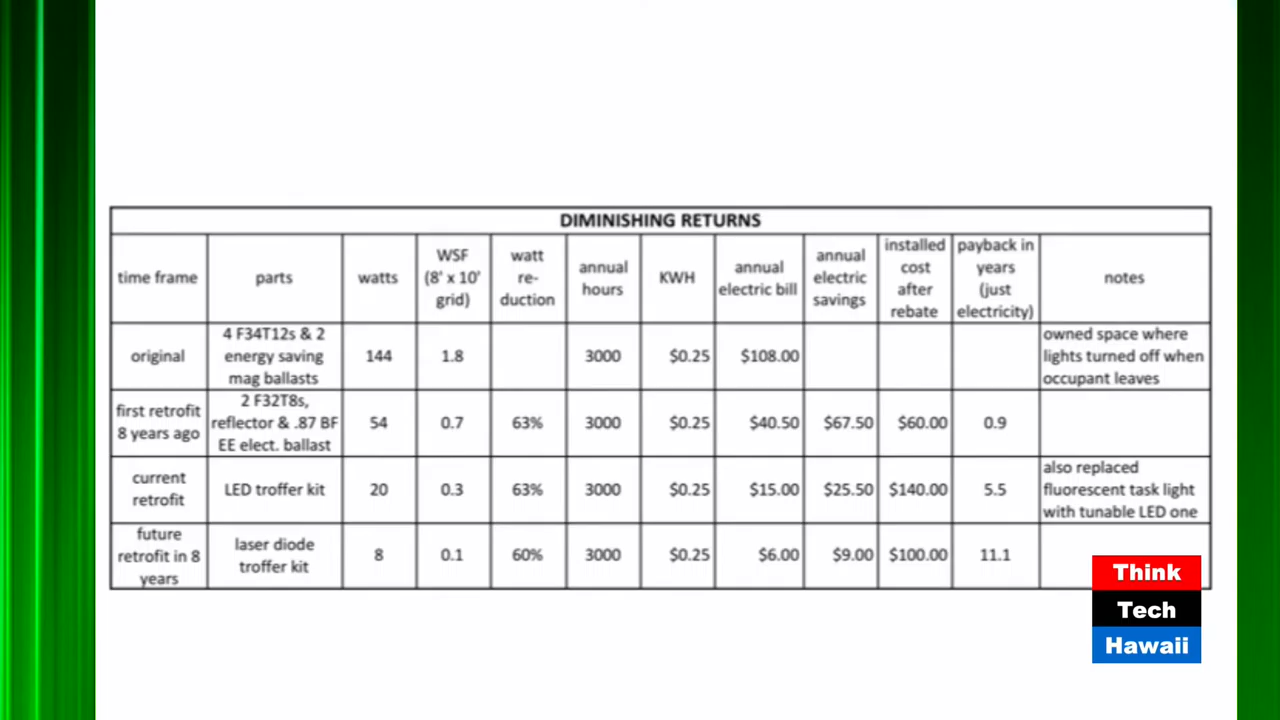 DIMINISHING RETURNS
time frame | parts | watts | WSF (8' x 10' grid) | watt re-duction | annual hours | KWH | annual electric bill | annual electric savings | installed cost after rebate | payback in years (just electricity) | notes
original | 4 F34T12s & 2 energy saving mag ballasts | 144 | 1.8 | | 3000 | $0.25 | $108.00 | | | | owned space where lights turned off when occupant leaves
first retrofit 8 years ago | 2 F32T8s, reflector & .87 BF EE elect. ballast | 54 | 0.7 | 63% | 3000 | $0.25 | $40.50 | $67.50 | $60.00 | 0.9 |
current retrofit | LED troffer kit | 20 | 0.3 | 63% | 3000 | $0.25 | $15.00 | $25.50 | $140.00 | 5.5 | also replaced fluorescent task light with tunable LED one
future retrofit in 8 years | laser diode troffer kit | 8 | 0.1 | 60% | 3000 | $0.25 | $6.00 | $9.00 | $100.00 | 11.1 |
Think
Tech
Hawaii